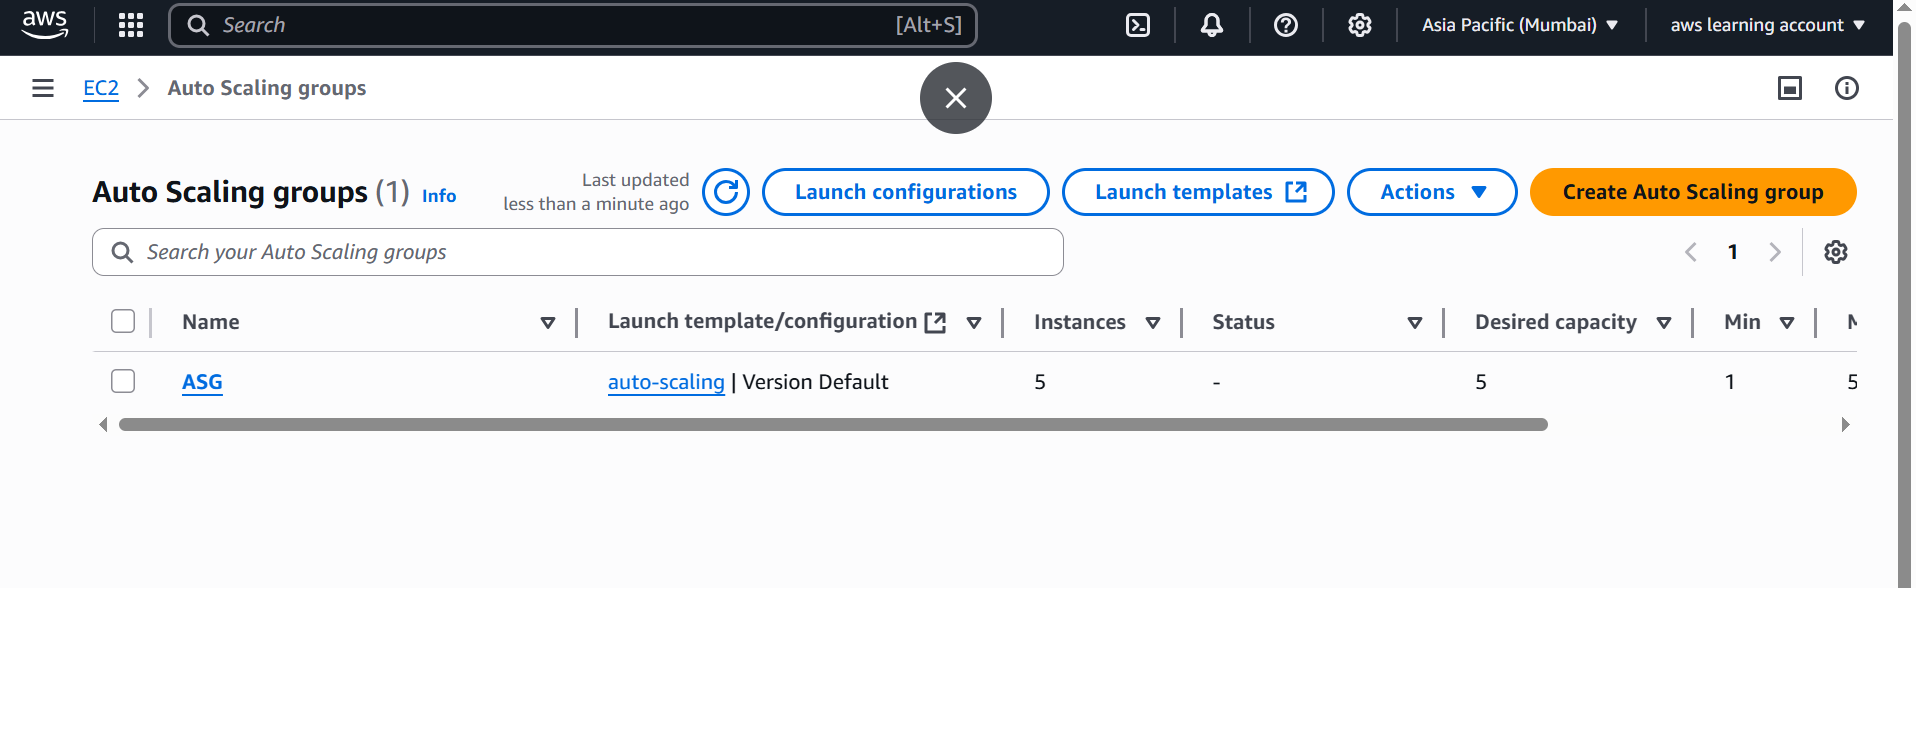 aws
Search [Alt+S]
Asia Pacific (Mumbai)
aws learning account
EC2 Auto Scaling groups
Auto Scaling groups (1) Info
Last updated
less than a minute ago
Launch configurations
Launch templates
Actions
Create Auto Scaling group
Search your Auto Scaling groups
1
Name Launch template/configuration Instances Status Desired capacity Min
ASG auto-scaling | Version Default 5 - 5 1 5